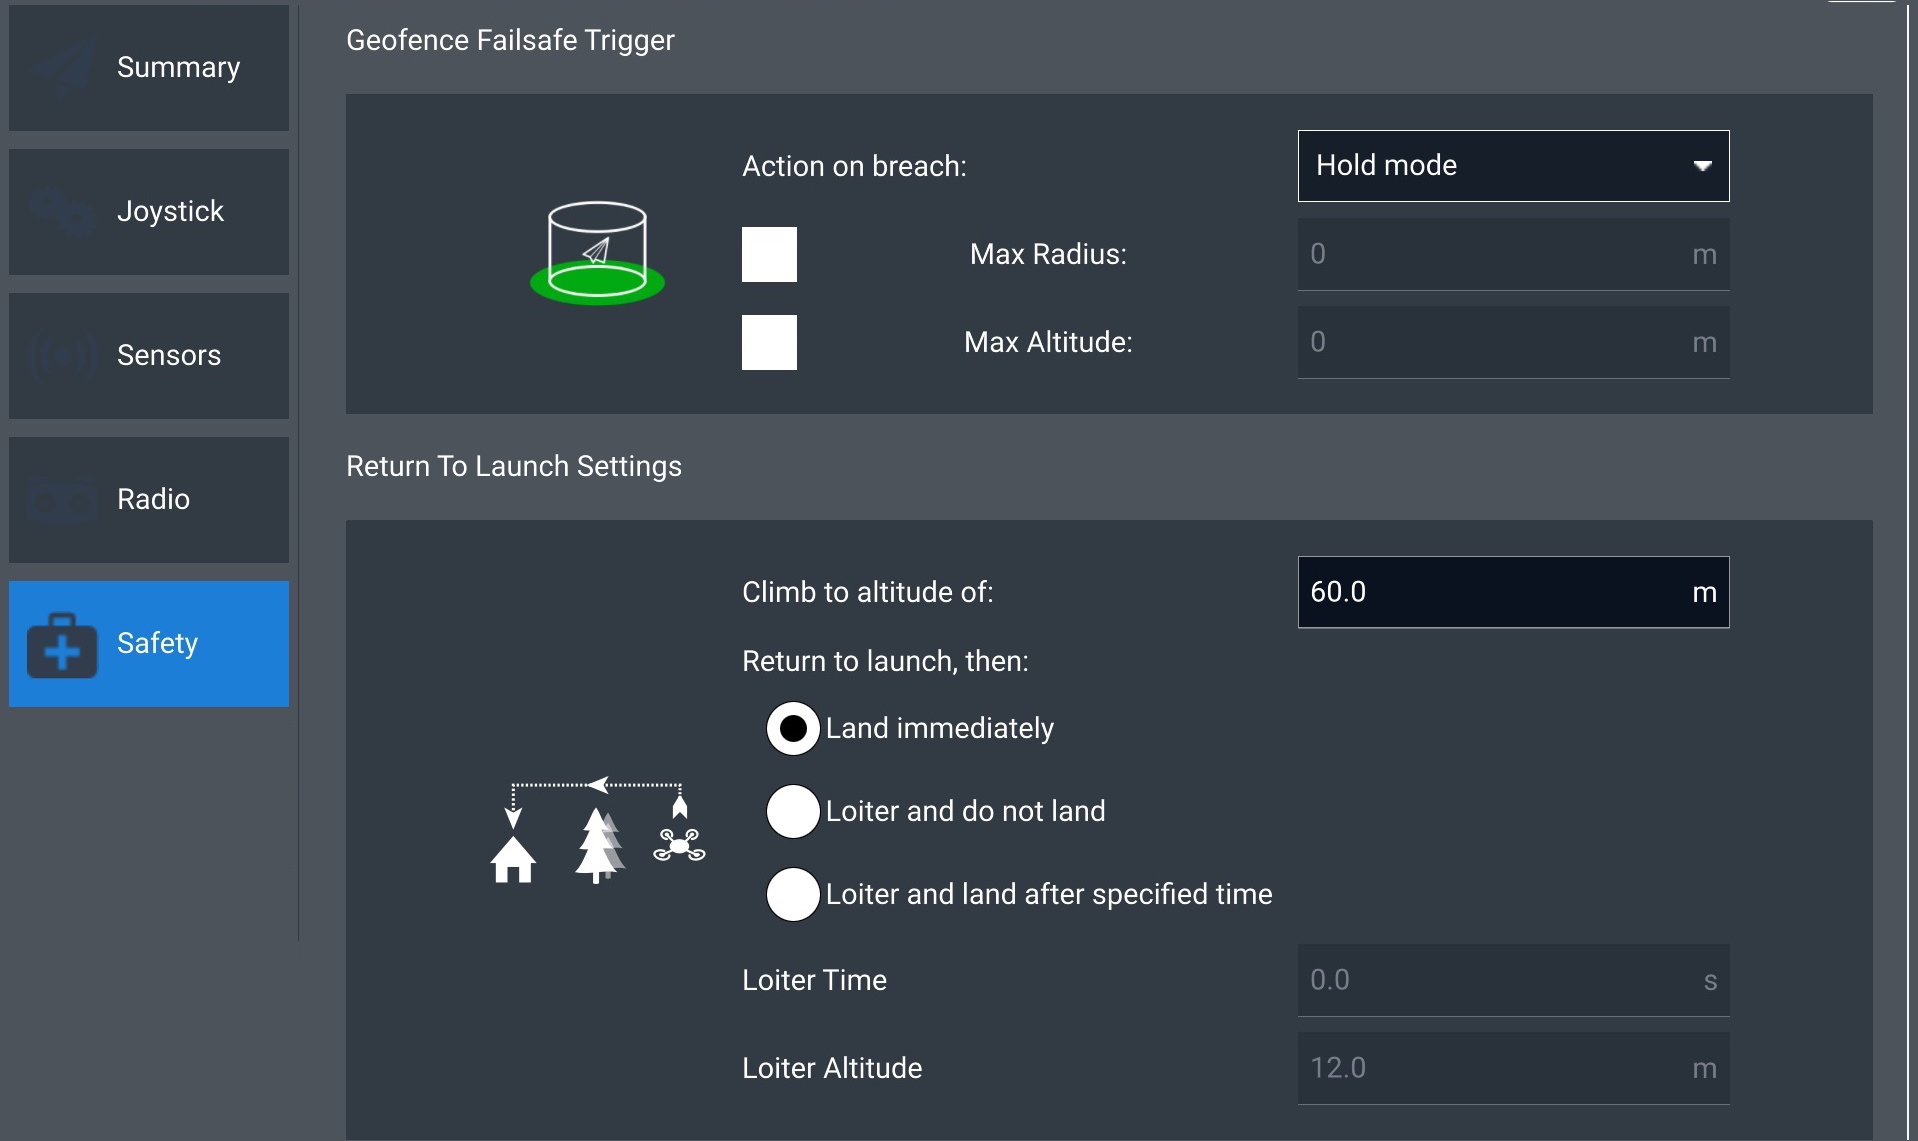 Summary
Joystick
Sensors
Radio
Safety
Geofence Failsafe Trigger
Action on breach: Hold mode
Max Radius: 0 m
Max Altitude: 0 m
Return To Launch Settings
Climb to altitude of: 60.0 m
Return to launch, then:
Land immediately
Loiter and do not land
Loiter and land after specified time
Loiter Time 0.0 s
Loiter Altitude 12.0 m